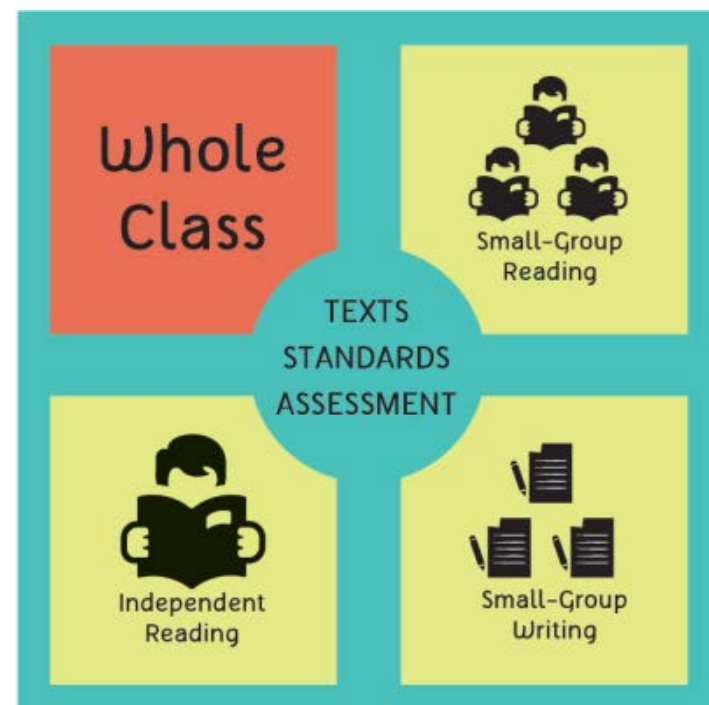 Whole
Class
Small-Group
Reading
TEXTS
STANDARDS
ASSESSMENT
Independent
Reading
Small-Group
Writing